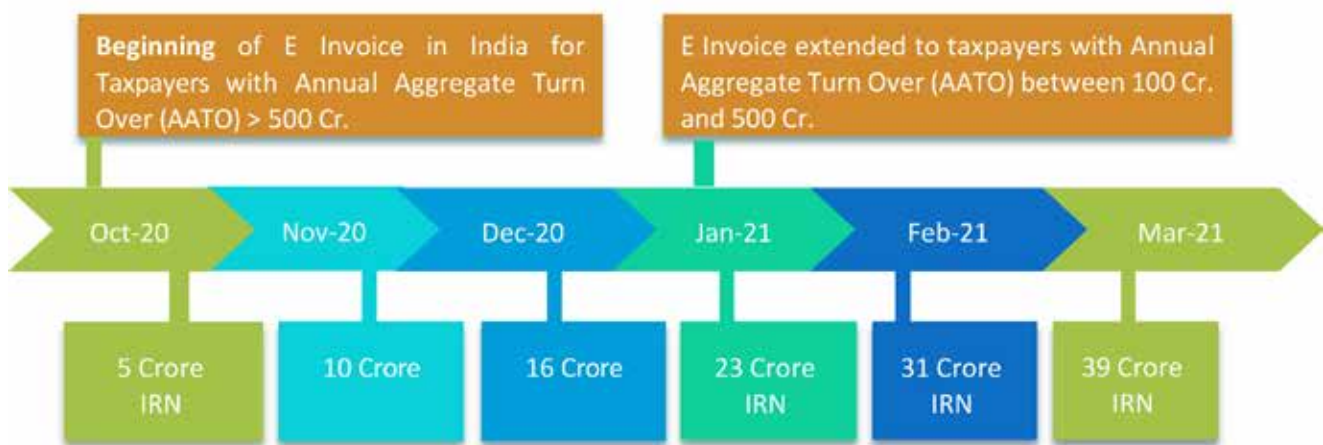 Beginning of E Invoice in India for
Taxpayers with Annual Aggregate Turn
Over (AATO) > 500 Cr.
E Invoice extended to taxpayers with Annual
Aggregate Turn Over (AATO) between 100 Cr.
and 500 Cr.
Oct-20
Nov-20
Dec-20
Jan-21
Feb-21
Mar-21
5 Crore
IRN
10 Crore
16 Crore
23 Crore
IRN
31 Crore
IRN
39 Crore
IRN